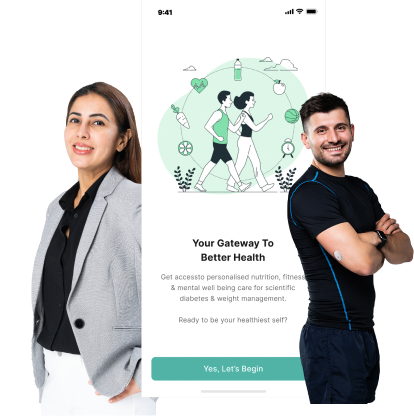 9:41
Your Gateway To
Better Health
Get accessto personalised nutrition, fitness
& mental well being care for scientific
diabetes & weight management.
Ready to be your healthiest self?
Yes, Let's Begin